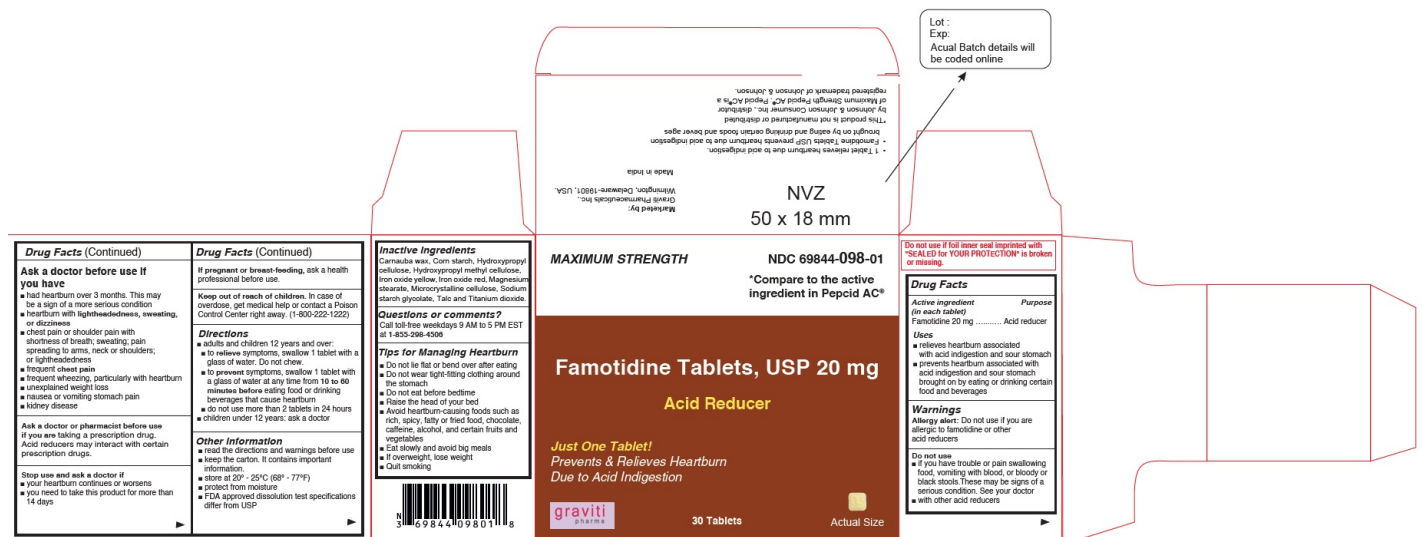 Lot :
Exp:
Acual Batch details will
be coded online
• 1 Tablet relieves heartburn due to acid indigestion.
• Famotidine Tablets USP prevents heartburn due to acid indigestion
brought on by eating and drinking certain foods and bever ages
*This product is not manufactured or distributed
by Johnson & Johnson Consumer Inc., distributor
of Maximum Strength Pepcid AC®. Pepcid AC®is a
registered trademark of Johnson & Johnson.
Marketed by:
Graviti Pharmaceuticals Inc.,
Wilmington, Delaware-19801, USA.
Made in India
NVZ
50 x 18 mm
Drug Facts (Continued)
Ask a doctor before use if
you have
■ had heartburn over 3 months. This may
be a sign of a more serious condition
■ heartburn with lightheadedness, sweating,
or dizziness
■ chest pain or shoulder pain with
shortness of breath; sweating; pain
spreading to arms, neck or shoulders;
or lightheadedness
■ frequent chest pain
■ frequent wheezing, particularly with heartburn
■ unexplained weight loss
■ nausea or vomiting stomach pain
■ kidney disease
Ask a doctor or pharmacist before use
if you are taking a prescription drug.
Acid reducers may interact with certain
prescription drugs.
Stop use and ask a doctor if
■ your heartburn continues or worsens
■ you need to take this product for more than
14 days
Drug Facts (Continued)
If pregnant or breast-feeding, ask a health
professional before use.
Keep out of reach of children. In case of
overdose, get medical help or contact a Poison
Control Center right away. (1-800-222-1222)
Directions
■ adults and children 12 years and over:
■ to relieve symptoms, swallow 1 tablet with a
glass of water. Do not chew.
■ to prevent symptoms, swallow 1 tablet with
a glass of water at any time from 10 to 60
minutes before eating food or drinking
beverages that cause heartburn
■ do not use more than 2 tablets in 24 hours
■ children under 12 years: ask a doctor
Other information
■ read the directions and warnings before use
■ keep the carton. It contains important
information.
■ store at 20º - 25ºC (68º - 77ºF)
■ protect from moisture
■ FDA approved dissolution test specifications
differ from USP
Inactive Ingredients
Carnauba wax, Corn starch, Hydroxypropyl
cellulose, Hydroxypropyl methyl cellulose,
Iron oxide yellow, Iron oxide red, Magnesium
stearate, Microcrystalline cellulose, Sodium
starch glycolate, Talc and Titanium dioxide.
Questions or comments?
Call toll-free weekdays 9 AM to 5 PM EST
at 1-855-298-4506
Tips for Managing Heartburn
■ Do not lie flat or bend over after eating
■ Do not wear tight-fitting clothing around
the stomach
■ Do not eat before bedtime
■ Raise the head of your bed
■ Avoid heartburn-causing foods such as
rich, spicy, fatty or fried food, chocolate,
caffeine, alcohol, and certain fruits and
vegetables
■ Eat slowly and avoid big meals
■ If overweight, lose weight
■ Quit smoking
N
3 69844 09801 8
MAXIMUM STRENGTH
NDC 69844-098-01
*Compare to the active
ingredient in Pepcid AC®
Famotidine Tablets, USP 20 mg
Acid Reducer
Just One Tablet!
Prevents & Relieves Heartburn
Due to Acid Indigestion
graviti
pharma
30 Tablets
Actual Size
Do not use if foil inner seal imprinted with
"SEALED for YOUR PROTECTION" is broken
or missing.
Drug Facts
Active ingredient Purpose
(in each tablet)
Famotidine 20 mg .......... Acid reducer
Uses
■ relieves heartburn associated
with acid indigestion and sour stomach
■ prevents heartburn associated with
acid indigestion and sour stomach
brought on by eating or drinking certain
food and beverages
Warnings
Allergy alert: Do not use if you are
allergic to famotidine or other
acid reducers
Do not use
■ if you have trouble or pain swallowing
food, vomiting with blood, or bloody or
black stools.These may be signs of a
serious condition. See your doctor
■ with other acid reducers